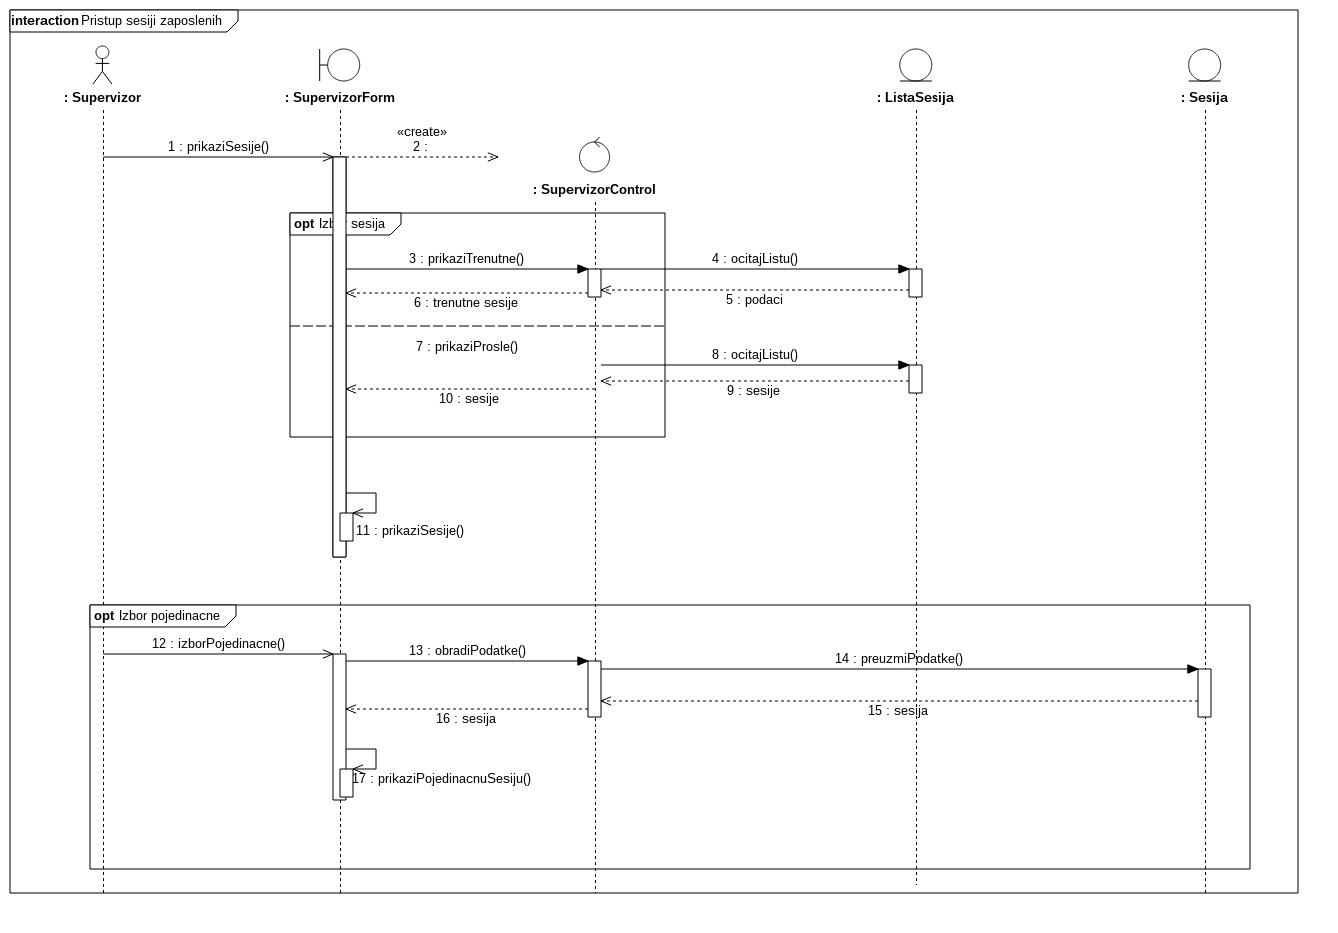 interaction Pristup sesiji zaposlenih
: Supervizor
: SupervizorForm
: ListaSesija
: Sesija
«create»
1 : prikaziSesije()
2 :
: SupervizorControl
opt sesija
3 : prikaziTrenutne()
4 : ocitajListu()
5 : podaci
6 : trenutne sesije
7 : prikaziProsle()
8 : ocitajListu()
9 : sesije
10 : sesije
11 : prikaziSesije()
opt Izbor pojedinacne
12 : izborPojedinacne()
13 : obradiPodatke()
14 : preuzmiPodatke()
15 : sesija
16 : sesija
17 : prikaziPojedinacnuSesiju()